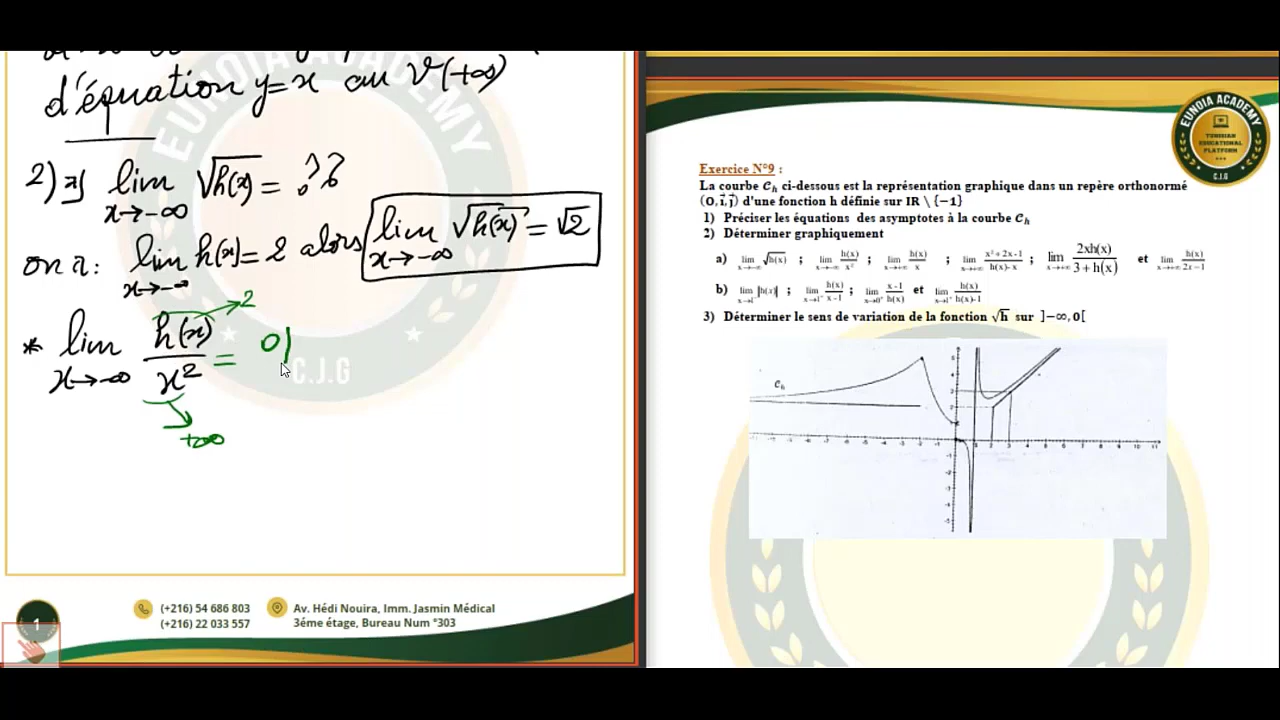 d'équation y=x au V(+∞)
2) a) lim √h(x) = ??
x→-∞
on a: lim h(x)=2 alors lim √h(x) = √2
x→-∞ x→-∞
* lim h(x)/x² = 0
x→-∞
2
+∞
EUNOIA ACADEMY
C.J.G
1
(+216) 54 686 803
(+216) 22 033 557
Av. Hédi Nouira, Imm. Jasmin Médical
3éme étage, Bureau Num °303
EUNOIA ACADEMY
TUNISIAN
EDUCATIONAL
PLATFORM
C.J.G
Exercice N°9 :
La courbe Cₕ ci-dessous est la représentation graphique dans un repère orthonormé
(O,i⃗,j⃗) d'une fonction h définie sur IR \ {-1}
1) Préciser les équations des asymptotes à la courbe Cₕ
2) Déterminer graphiquement
a) lim √h(x) ; lim h(x)/x² ; lim h(x)/x ; lim x²+2x-1/h(x)-x ; lim 2xh(x)/3+h(x) et lim h(x)/2x-1
b) lim |h(x)| ; lim h(x)/x-1 ; lim x-1/h(x) et lim h(x)/h(x)-1
3) Déterminer le sens de variation de la fonction √h sur ]-∞,0[
Cₕ